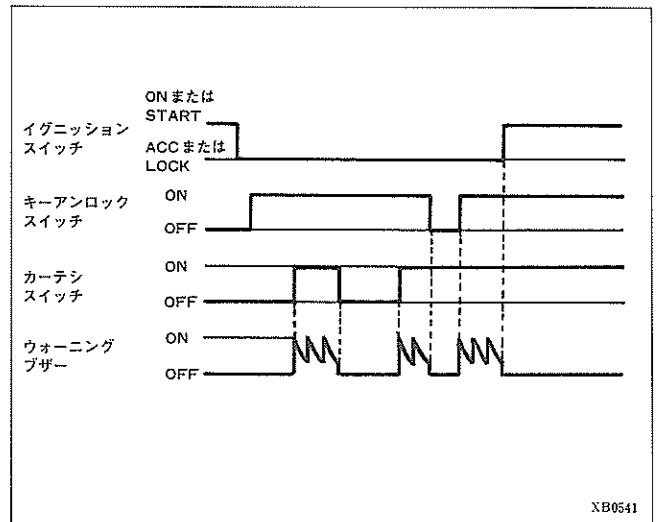 ONまたは
START
イグニッション
スイッチ
ACCまたは
LOCK
キーアンロック
スイッチ
ON
OFF
カーテシ
スイッチ
ON
OFF
ウォーニング
ブザー
ON
OFF
XB0541